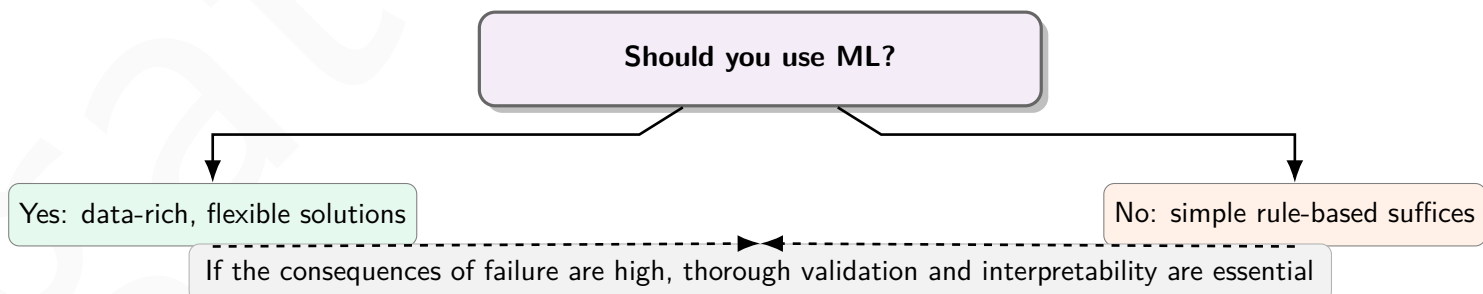 Should you use ML?
Yes: data-rich, flexible solutions
No: simple rule-based suffices
If the consequences of failure are high, thorough validation and interpretability are essential